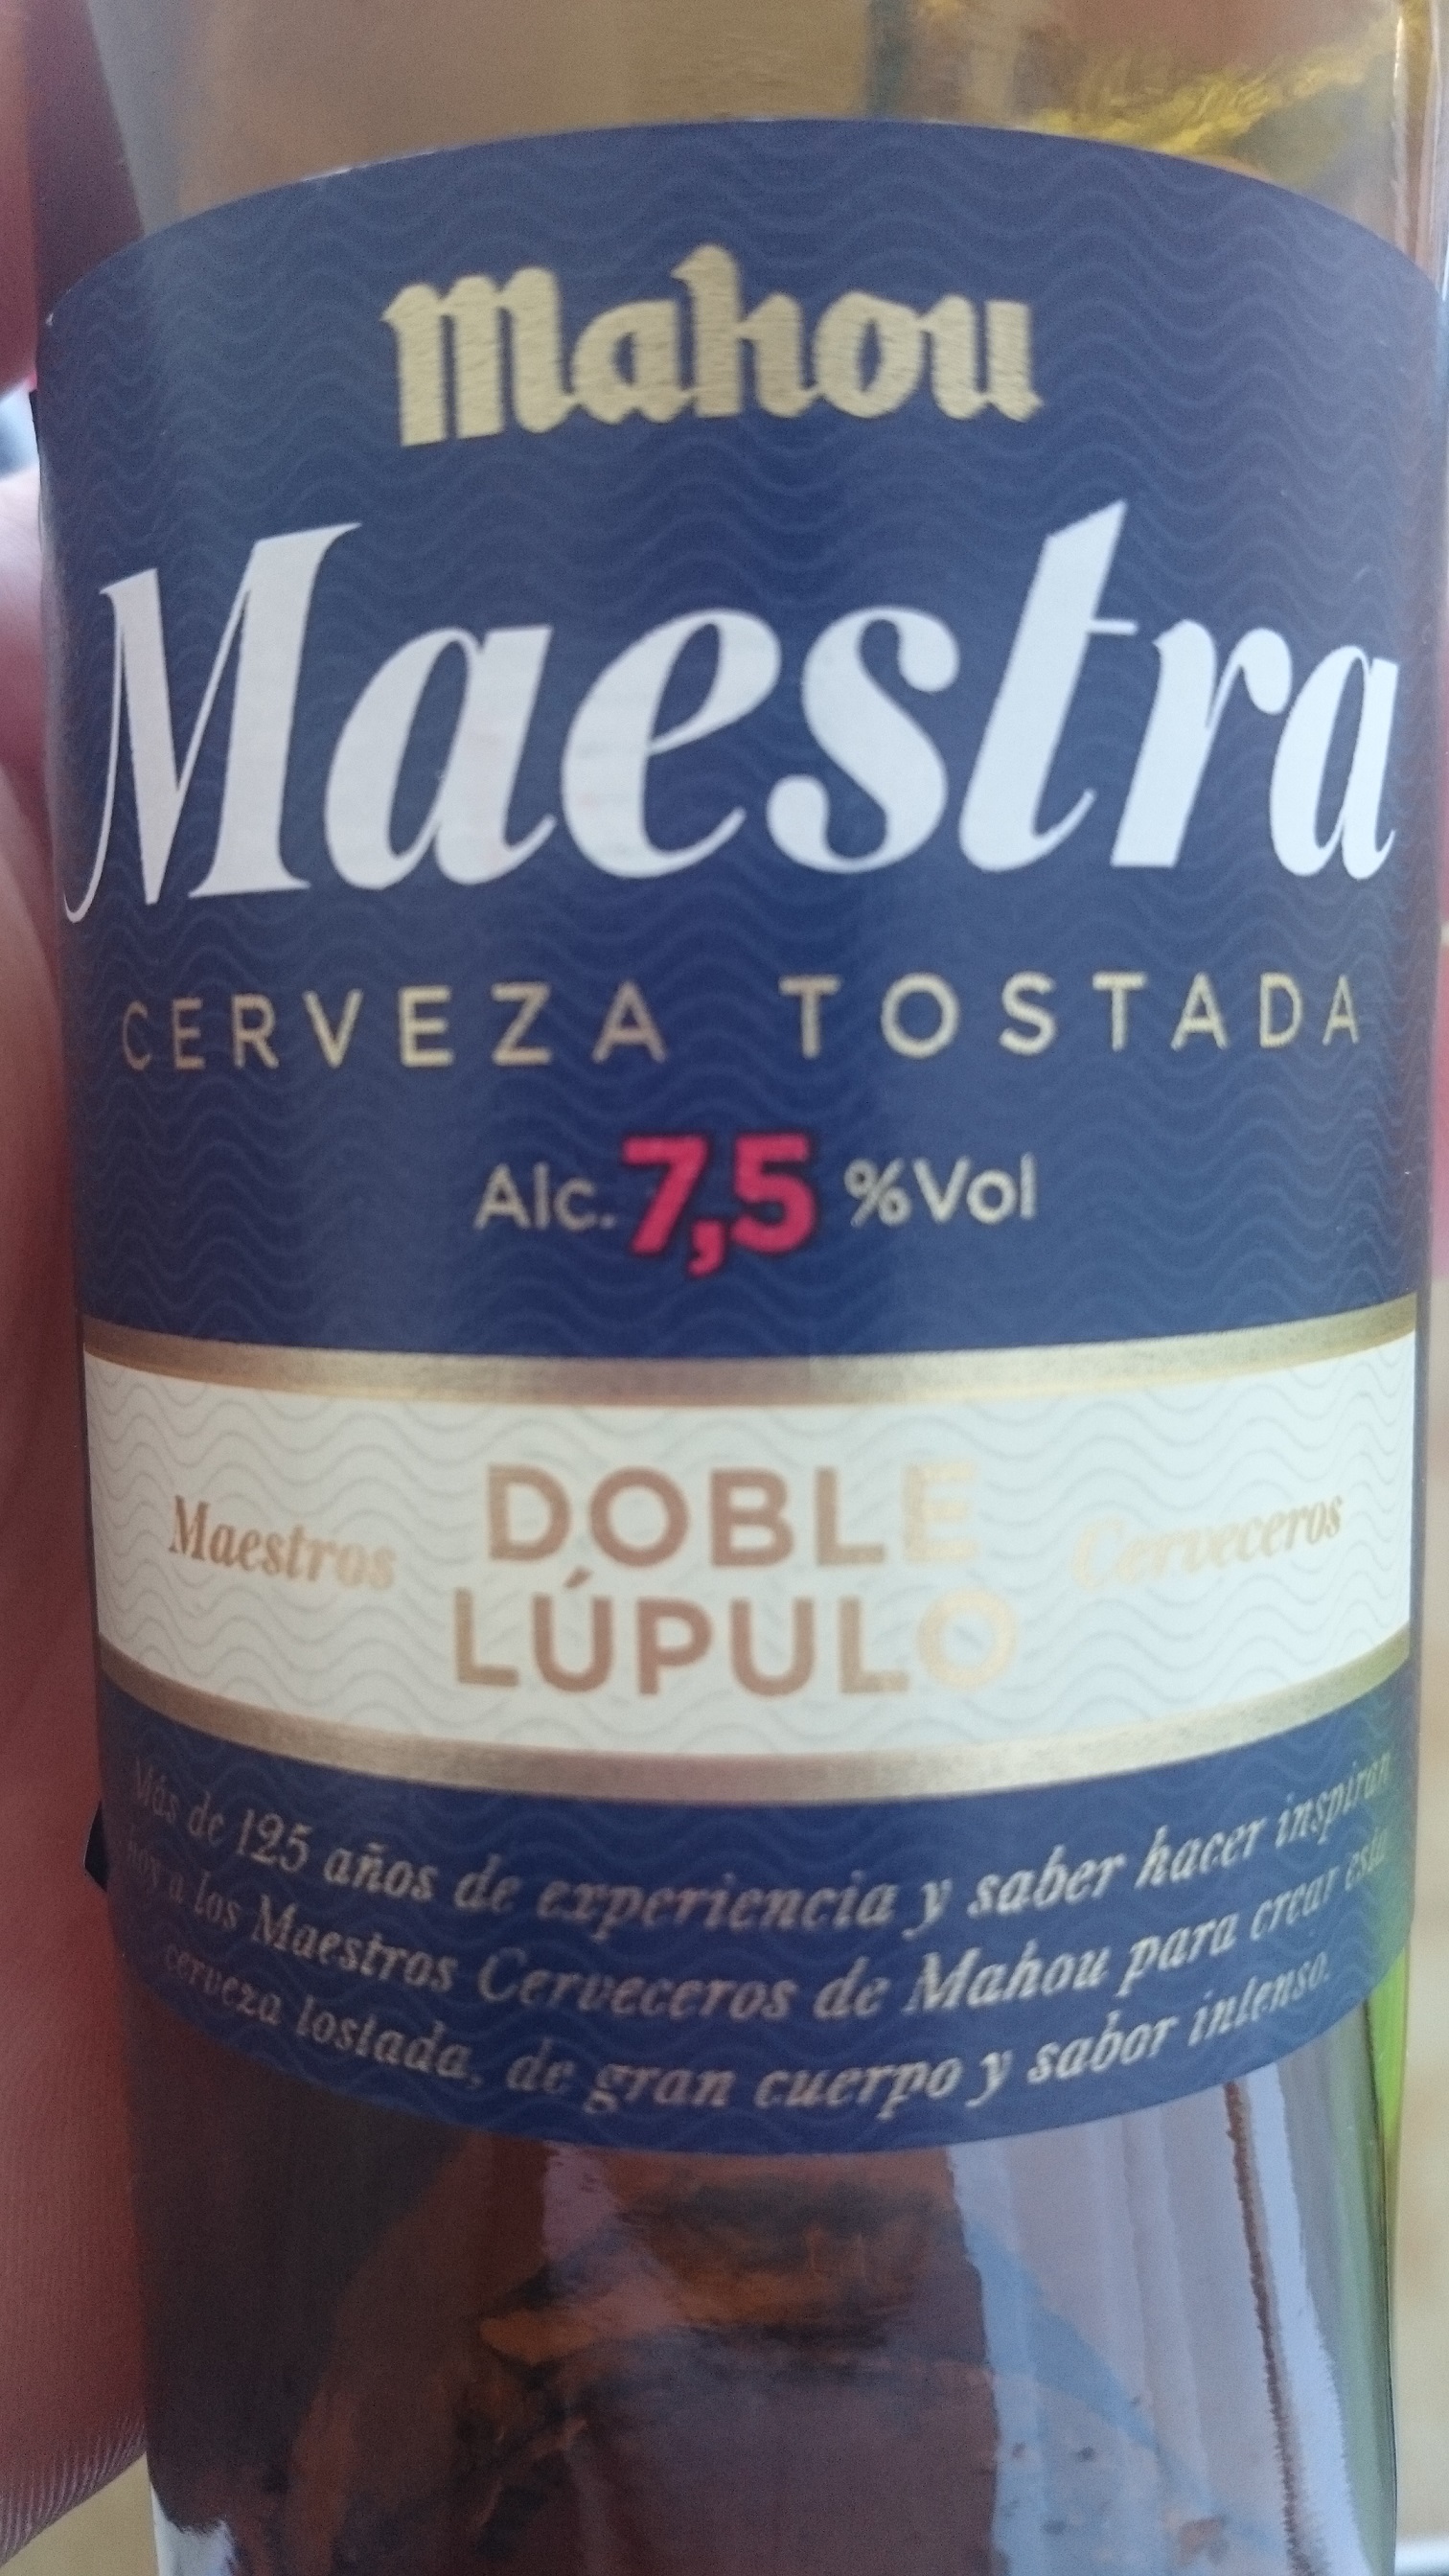 Mahou
Maestra
CERVEZA TOSTADA
Alc. 7,5 %Vol
Maestros DOBLE LÚPULO Cerveceros
Más de 125 años de experiencia y saber hacer inspiran
hoy a los Maestros Cerveceros de Mahou para crear esta
cerveza tostada, de gran cuerpo y sabor intenso.